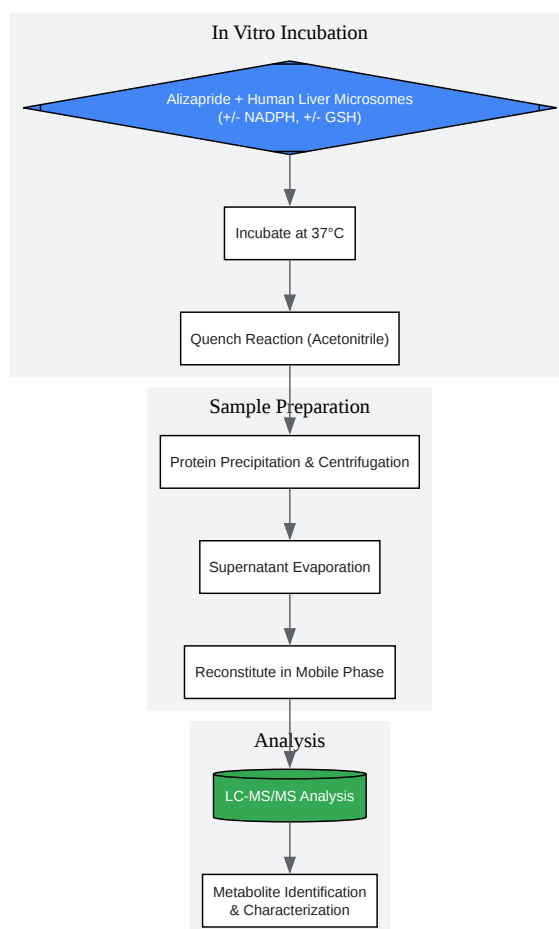 In Vitro Incubation
Alizapride + Human Liver Microsomes
(+/- NADPH, +/- GSH)
Incubate at 37°C
Quench Reaction (Acetonitrile)
Sample Preparation
Protein Precipitation & Centrifugation
Supernatant Evaporation
Reconstitute in Mobile Phase
Analysis
LC-MS/MS Analysis
Metabolite Identification
& Characterization